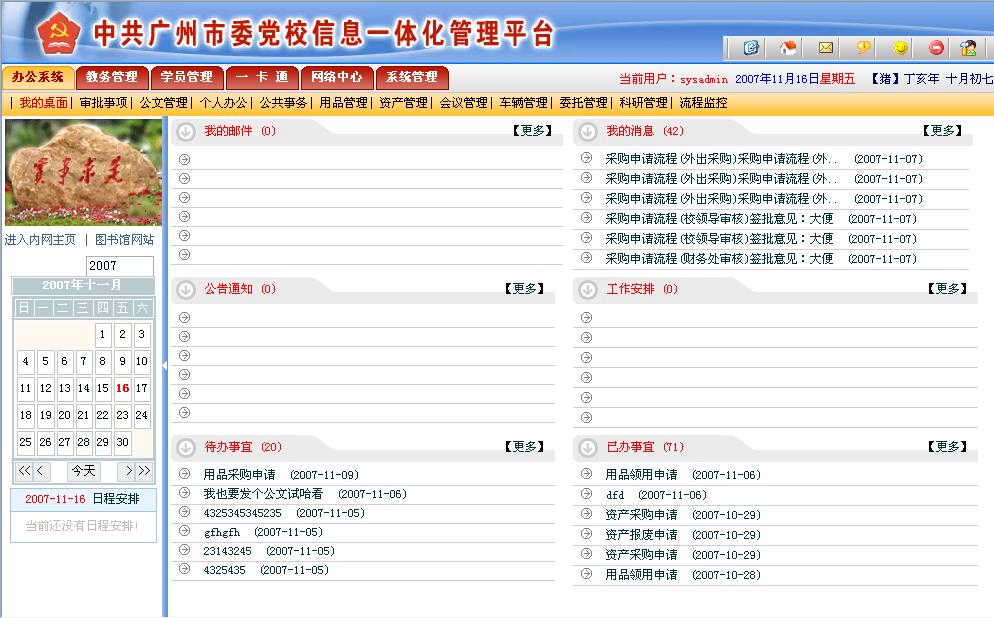 中共广州市委党校信息一体化管理平台
办公系统 教务管理 学员管理 一 卡 通 网络中心 系统管理
当前用户：sysadmin 2007年11月16日星期五 【猪】丁亥年 十月初七
| 我的桌面| 审批事项| 公文管理| 个人办公| 公共事务| 用品管理| 资产管理| 会议管理| 车辆管理| 委托管理| 科研管理| 流程监控
实事求是
进入内网主页 | 图书馆网站
2007
2007年十一月
日 一 二 三 四 五 六
1 2 3
4 5 6 7 8 9 10
11 12 13 14 15 16 17
18 19 20 21 22 23 24
25 26 27 28 29 30
<< < 今天 > >>
2007-11-16 日程安排
当前还没有日程安排!
我的邮件 (0) 【更多】
我的消息 (42) 【更多】
采购申请流程(外出采购)采购申请流程(外.. (2007-11-07)
采购申请流程(外出采购)采购申请流程(外.. (2007-11-07)
采购申请流程(外出采购)采购申请流程(外.. (2007-11-07)
采购申请流程(校领导审核)签批意见：大便 (2007-11-07)
采购申请流程(校领导审核)签批意见：大便 (2007-11-07)
采购申请流程(财务处审核)签批意见：大便 (2007-11-07)
公告通知 (0) 【更多】
工作安排 (0) 【更多】
待办事宜 (20) 【更多】
用品采购申请 (2007-11-09)
我也要发个公文试哈看 (2007-11-06)
4325345345235 (2007-11-05)
gfhgfh (2007-11-05)
23143245 (2007-11-05)
4325435 (2007-11-05)
已办事宜 (71) 【更多】
用品领用申请 (2007-11-06)
dfd (2007-11-06)
资产采购申请 (2007-10-29)
资产报废申请 (2007-10-29)
资产采购申请 (2007-10-29)
用品领用申请 (2007-10-28)